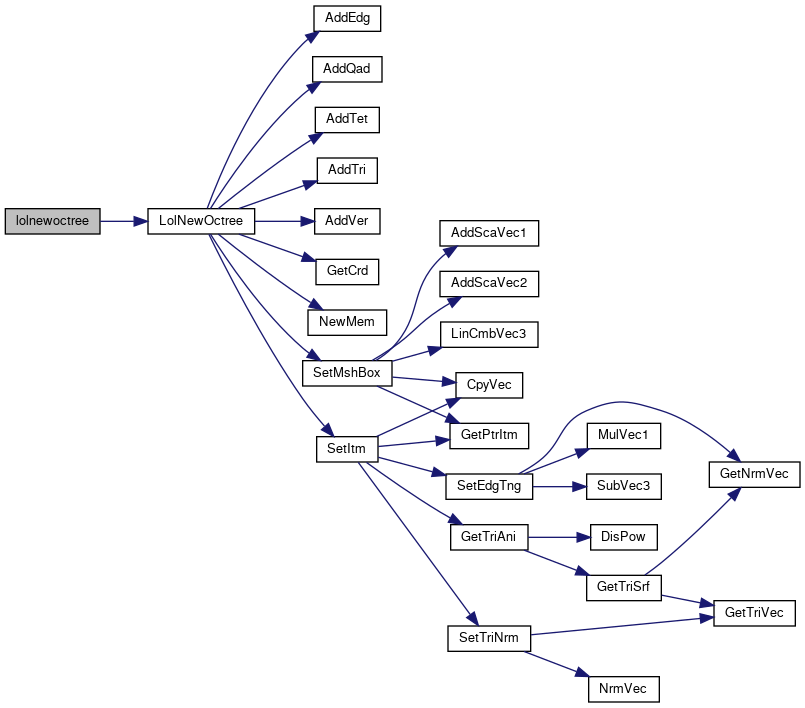 AddEdg
AddQad
AddTet
AddTri
lolnewoctree
LolNewOctree
AddVer
GetCrd
NewMem
SetMshBox
SetItm
AddScaVec1
AddScaVec2
LinCmbVec3
CpyVec
GetPtrItm
SetEdgTng
GetTriAni
SetTriNrm
MulVec1
SubVec3
DisPow
GetTriSrf
NrmVec
GetNrmVec
GetTriVec